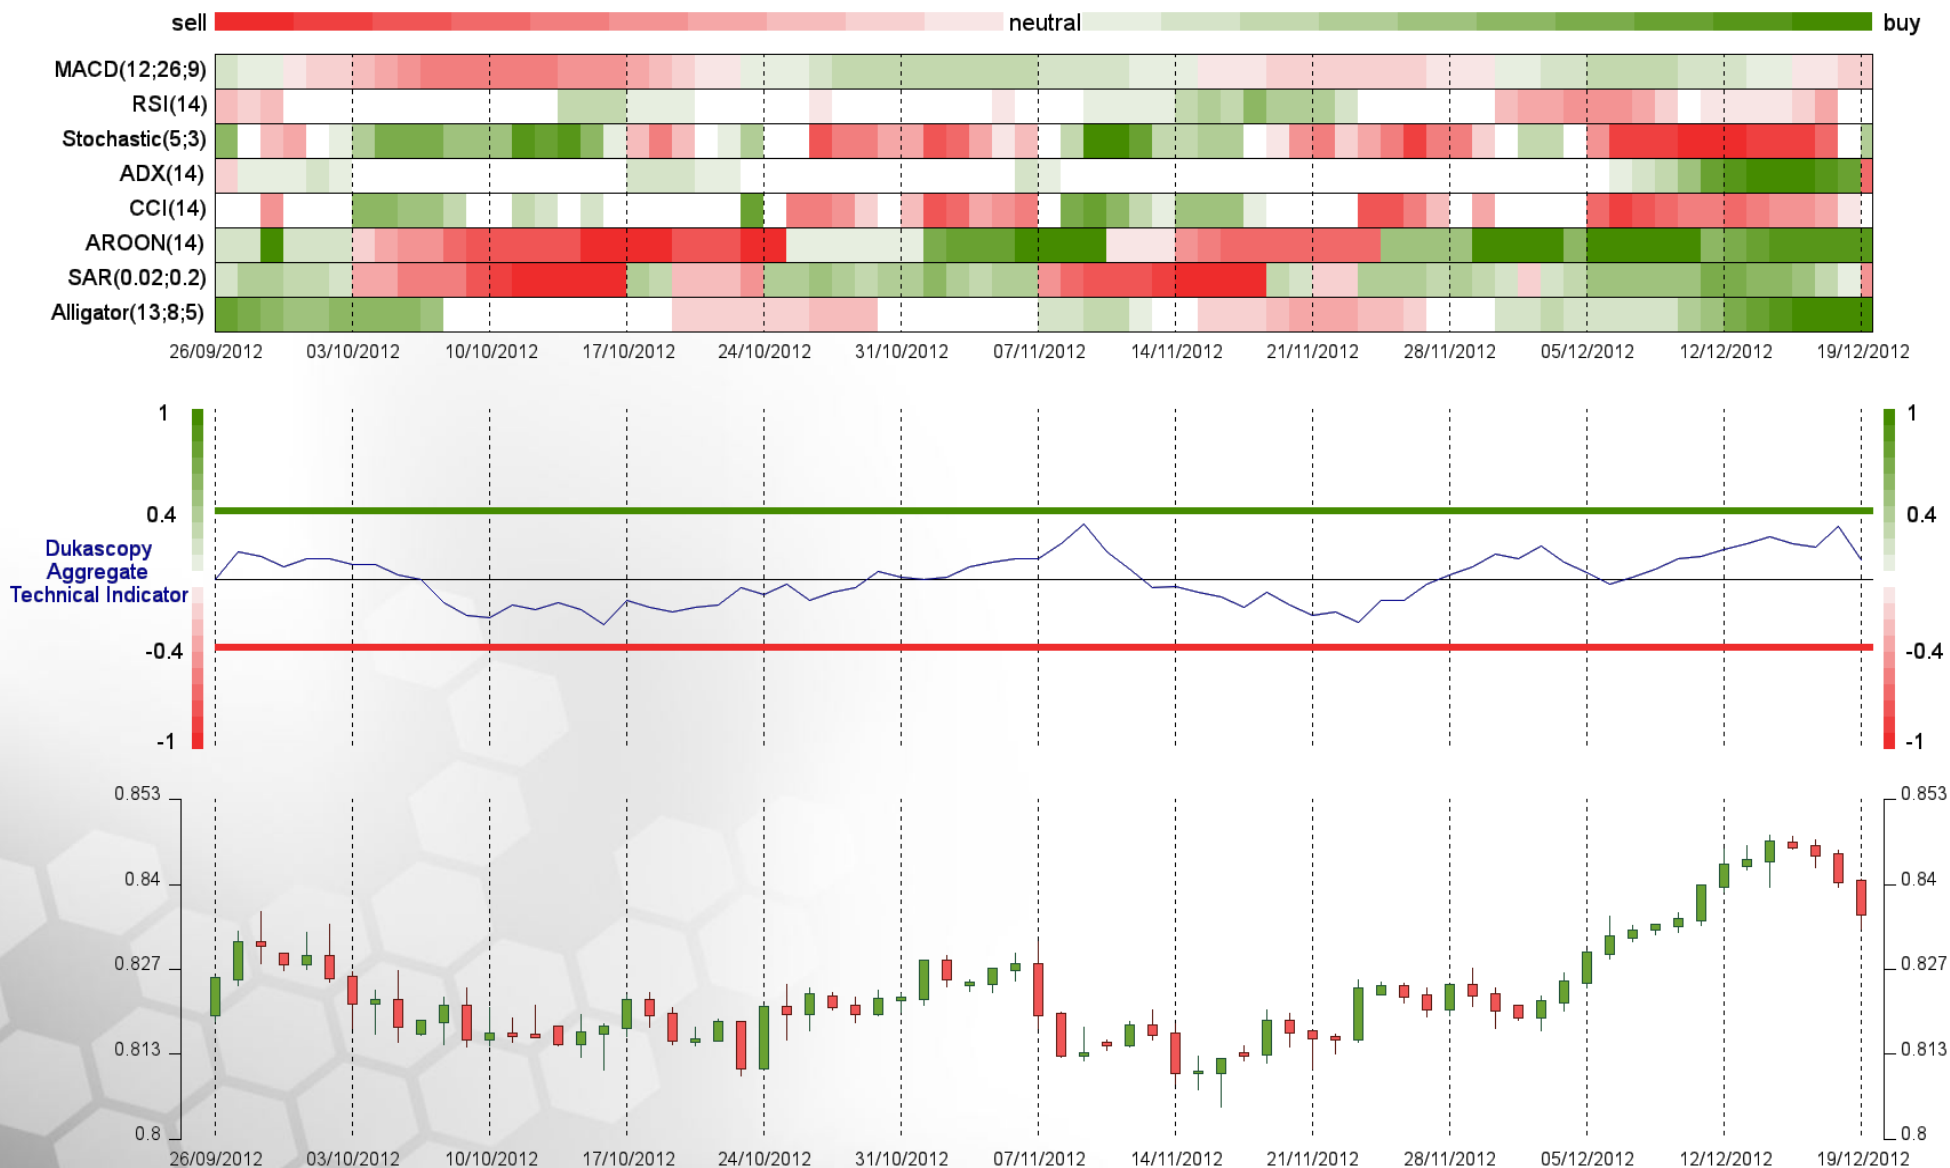 sell neutral buy
MACD(12;26;9)
RSI(14)
Stochastic(5;3)
ADX(14)
CCI(14)
AROON(14)
SAR(0.02;0.2)
Alligator(13;8;5)
26/09/2012 03/10/2012 10/10/2012 17/10/2012 24/10/2012 31/10/2012 07/11/2012 14/11/2012 21/11/2012 28/11/2012 05/12/2012 12/12/2012 19/12/2012
1 1
0.4 0.4
Dukascopy
Aggregate
Technical Indicator
-0.4 -0.4
-1 -1
0.853 0.853
0.84 0.84
0.827 0.827
0.813 0.813
0.8 0.8
26/09/2012 03/10/2012 10/10/2012 17/10/2012 24/10/2012 31/10/2012 07/11/2012 14/11/2012 21/11/2012 28/11/2012 05/12/2012 12/12/2012 19/12/2012